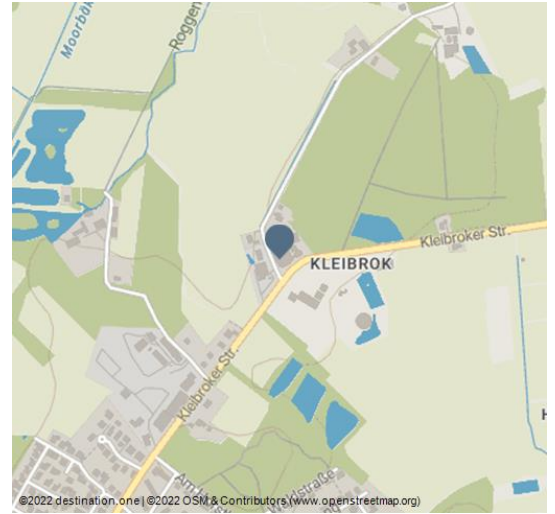 Moorbäk
Roggen
Kleibroker Str.
KLEIBROK
Kleibroker Str.
H
©2022 destination.one | ©2022 OSM & Contributors (www.openstreetmap.org)